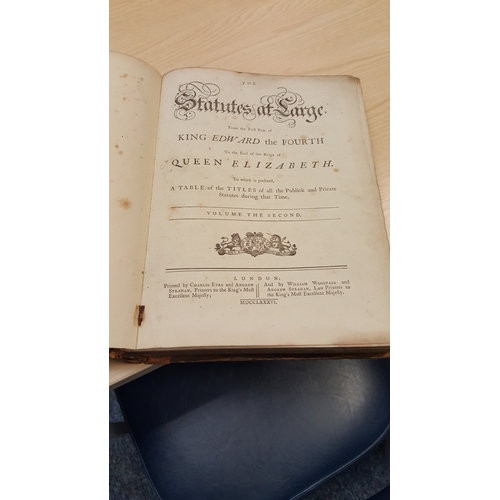 THE
Statutes at Large,
From the First Year of
KING EDWARD the FOURTH
To the End of the Reign of
QUEEN ELIZABETH.
To which is prefixed,
A TABLE of the TITLES of all the Publick and Private
Statutes during that Time.
VOLUME THE SECOND.
LONDON:
Printed by CHARLES EYRE and ANDREW
STRAHAN, Printers to the King's Most
Excellent Majesty;
And by WILLIAM WOODFALL and
ANDREW STRAHAN, Law Printers to
the King's Most Excellent Majesty.
MDCCLXXXVI.